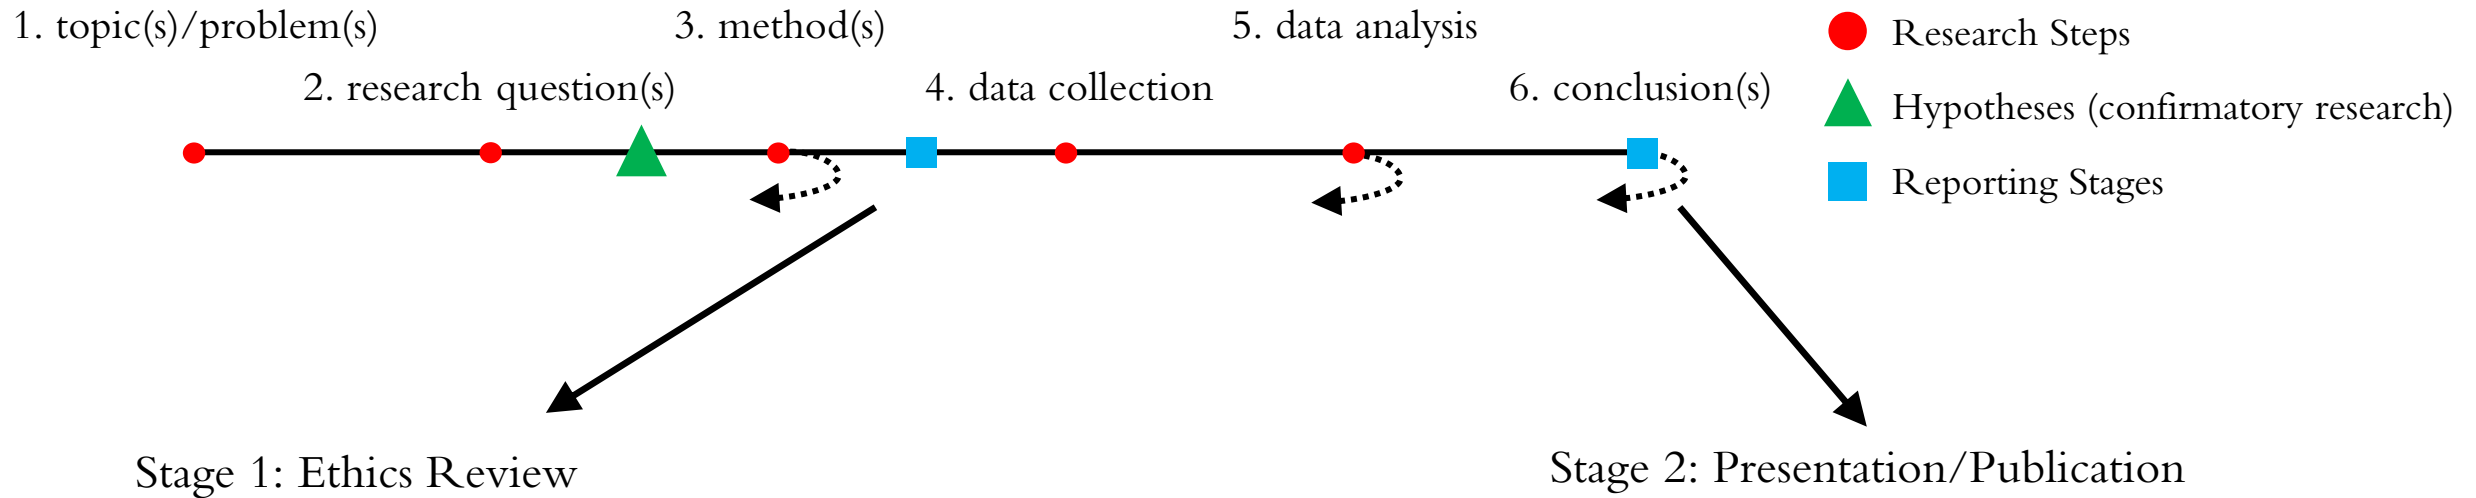 1. topic(s)/problem(s)
2. research question(s)
3. method(s)
4. data collection
5. data analysis
6. conclusion(s)
Research Steps
Hypotheses (confirmatory research)
Reporting Stages
Stage 1: Ethics Review
Stage 2: Presentation/Publication